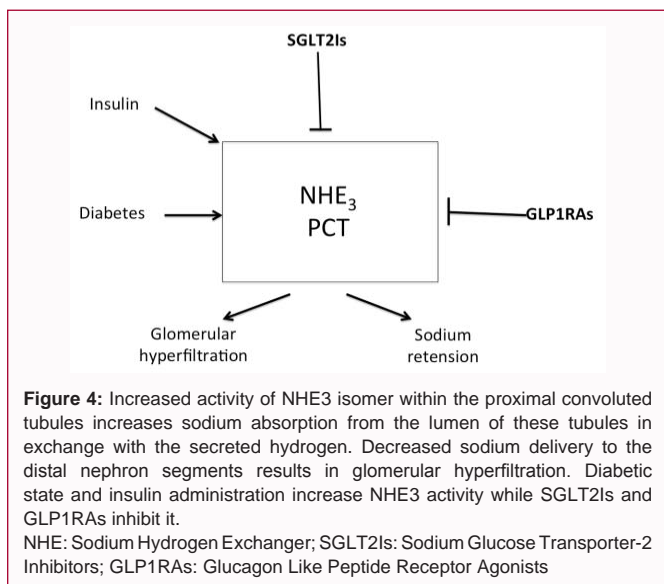 SGLT2Is
Insulin
NHE3
PCT
Diabetes
GLP1RAs
Glomerular
hyperfiltration
Sodium
retension
Figure 4: Increased activity of NHE3 isomer within the proximal convoluted
tubules increases sodium absorption from the lumen of these tubules in
exchange with the secreted hydrogen. Decreased sodium delivery to the
distal nephron segments results in glomerular hyperfiltration. Diabetic
state and insulin administration increase NHE3 activity while SGLT2Is and
GLP1RAs inhibit it.
NHE: Sodium Hydrogen Exchanger; SGLT2Is: Sodium Glucose Transporter-2
Inhibitors; GLP1RAs: Glucagon Like Peptide Receptor Agonists